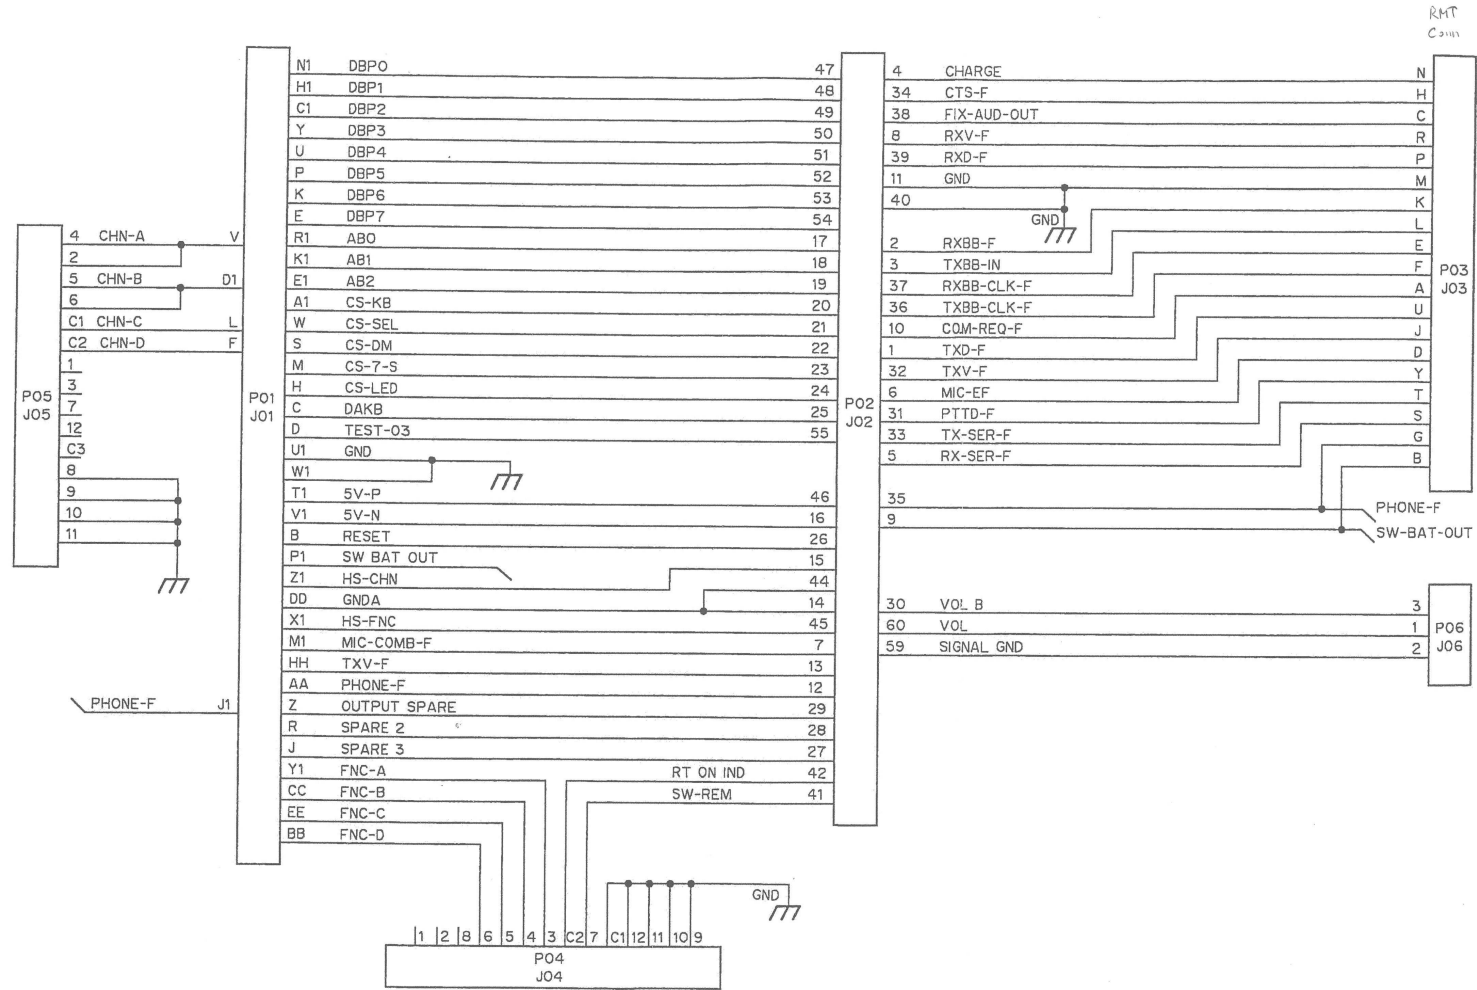 RMT
Conn
N1 DBP0 47
H1 DBP1 48
C1 DBP2 49
Y DBP3 50
U DBP4 51
P DBP5 52
K DBP6 53
E DBP7 54
R1 AB0 17
K1 AB1 18
E1 AB2 19
A1 CS-KB 20
W CS-SEL 21
S CS-DM 22
M CS-7-S 23
H CS-LED 24
C DAKB 25
D TEST-03 55
U1 GND
W1
T1 5V-P 46
V1 5V-N 16
B RESET 26
P1 SW BAT OUT 15
Z1 HS-CHN 44
DD GNDA 14
X1 HS-FNC 45
M1 MIC-COMB-F 7
HH TXV-F 13
AA PHONE-F 12
Z OUTPUT SPARE 29
R SPARE 2 28
J SPARE 3 27
Y1 FNC-A RT ON IND 42
CC FNC-B SW-REM 41
EE FNC-C
BB FNC-D
4 CHN-A V
2
5 CHN-B D1
6
C1 CHN-C L
C2 CHN-D F
1
3
7
12
C3
8
9
10
11
P05
J05
P01
J01
PHONE-F J1
P02
J02
4 CHARGE N
34 CTS-F H
38 FIX-AUD-OUT C
8 RXV-F R
39 RXD-F P
11 GND M
40 K
GND
L
2 RXBB-F E
3 TXBB-IN F
37 RXBB-CLK-F A
36 TXBB-CLK-F U
10 COM-REQ-F J
1 TXD-F D
32 TXV-F Y
6 MIC-EF T
31 PTTD-F S
33 TX-SER-F G
5 RX-SER-F B
35 PHONE-F
9 SW-BAT-OUT
P03
J03
30 VOL B 3
60 VOL 1
59 SIGNAL GND 2
P06
J06
GND
1 2 8 6 5 4 3 C2 7 C1 12 11 10 9
P04
J04